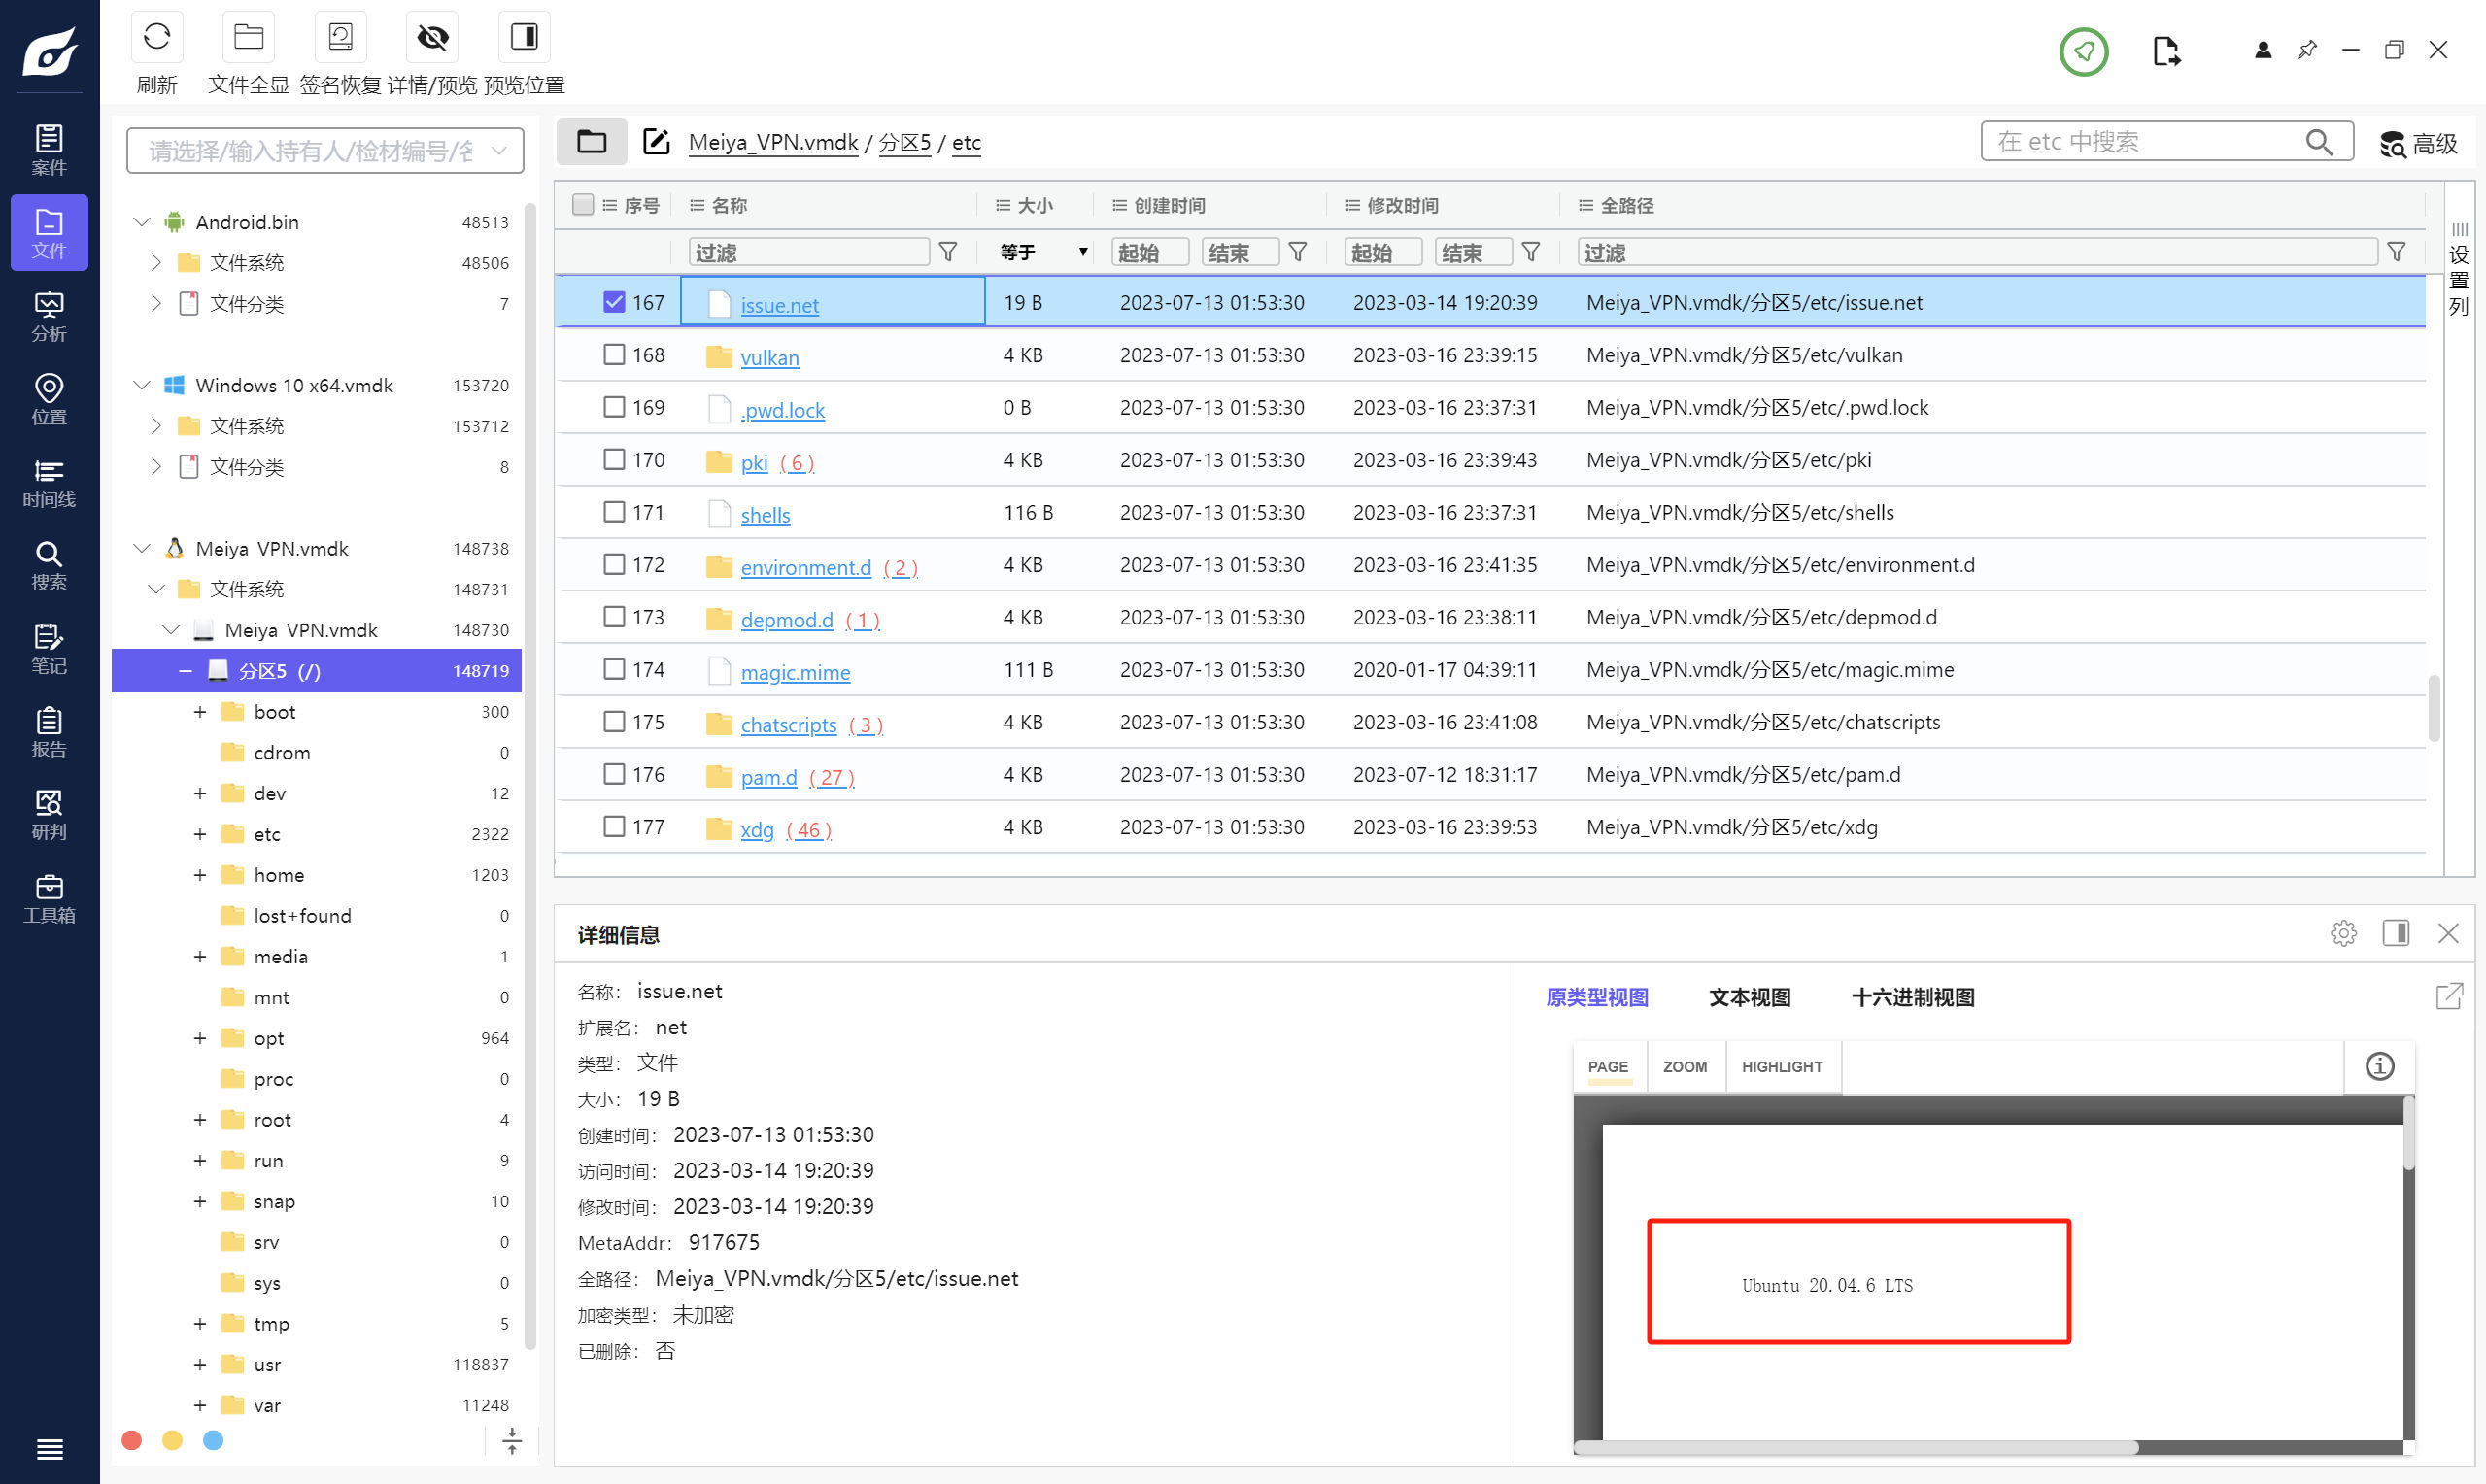 刷新
文件全显
签名恢复
详情/预览
预览位置
案件
文件
分析
位置
时间线
搜索
笔记
报告
研判
工具箱
请选择/输入持有人/检材编号/名
Android.bin 48513
文件系统 48506
文件分类 7
Windows 10 x64.vmdk 153720
文件系统 153712
文件分类 8
Meiya VPN.vmdk 148738
文件系统 148731
Meiya VPN.vmdk 148730
分区5 (/) 148719
boot 300
cdrom 0
dev 12
etc 2322
home 1203
lost+found 0
media 1
mnt 0
opt 964
proc 0
root 4
run 9
snap 10
srv 0
sys 0
tmp 5
usr 118837
var 11248
Meiya_VPN.vmdk / 分区5 / etc
在 etc 中搜索
高级
序号 名称 大小 创建时间 修改时间 全路径
过滤 等于 起始 结束 起始 结束 过滤
设置列
167 issue.net 19 B 2023-07-13 01:53:30 2023-03-14 19:20:39 Meiya_VPN.vmdk/分区5/etc/issue.net
168 vulkan 4 KB 2023-07-13 01:53:30 2023-03-16 23:39:15 Meiya_VPN.vmdk/分区5/etc/vulkan
169 .pwd.lock 0 B 2023-07-13 01:53:30 2023-03-16 23:37:31 Meiya_VPN.vmdk/分区5/etc/.pwd.lock
170 pki ( 6 ) 4 KB 2023-07-13 01:53:30 2023-03-16 23:39:43 Meiya_VPN.vmdk/分区5/etc/pki
171 shells 116 B 2023-07-13 01:53:30 2023-03-16 23:37:31 Meiya_VPN.vmdk/分区5/etc/shells
172 environment.d ( 2 ) 4 KB 2023-07-13 01:53:30 2023-03-16 23:41:35 Meiya_VPN.vmdk/分区5/etc/environment.d
173 depmod.d ( 1 ) 4 KB 2023-07-13 01:53:30 2023-03-16 23:38:11 Meiya_VPN.vmdk/分区5/etc/depmod.d
174 magic.mime 111 B 2023-07-13 01:53:30 2020-01-17 04:39:11 Meiya_VPN.vmdk/分区5/etc/magic.mime
175 chatscripts ( 3 ) 4 KB 2023-07-13 01:53:30 2023-03-16 23:41:08 Meiya_VPN.vmdk/分区5/etc/chatscripts
176 pam.d ( 27 ) 4 KB 2023-07-13 01:53:30 2023-07-12 18:31:17 Meiya_VPN.vmdk/分区5/etc/pam.d
177 xdg ( 46 ) 4 KB 2023-07-13 01:53:30 2023-03-16 23:39:53 Meiya_VPN.vmdk/分区5/etc/xdg
详细信息
名称： issue.net
扩展名： net
类型： 文件
大小： 19 B
创建时间： 2023-07-13 01:53:30
访问时间： 2023-03-14 19:20:39
修改时间： 2023-03-14 19:20:39
MetaAddr： 917675
全路径： Meiya_VPN.vmdk/分区5/etc/issue.net
加密类型： 未加密
已删除： 否
原类型视图 文本视图 十六进制视图
PAGE ZOOM HIGHLIGHT
Ubuntu 20.04.6 LTS